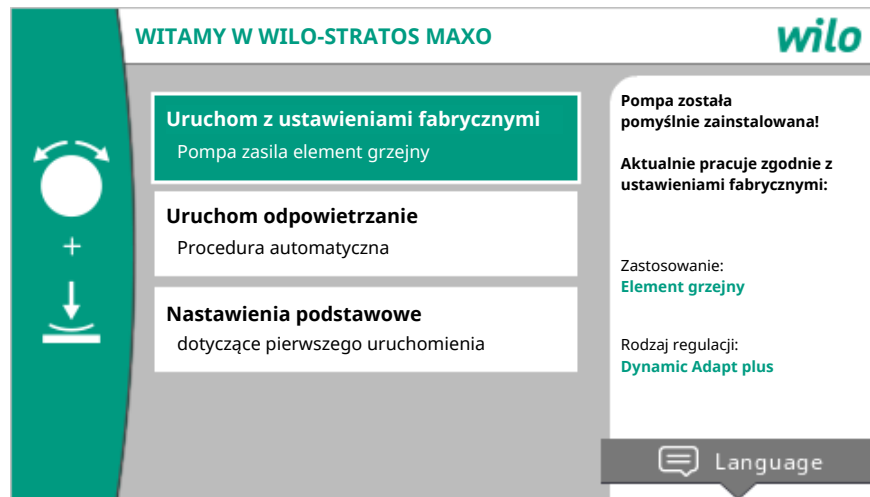 WITAMY W WILO-STRATOS MAXO
wilo
Uruchom z ustawieniami fabrycznymi
Pompa zasila element grzejny
Uruchom odpowietrzanie
Procedura automatyczna
Nastawienia podstawowe
dotyczące pierwszego uruchomienia
+
Pompa została
pomyślnie zainstalowana!
Aktualnie pracuje zgodnie z
ustawieniami fabrycznymi:
Zastosowanie:
Element grzejny
Rodzaj regulacji:
Dynamic Adapt plus
Language